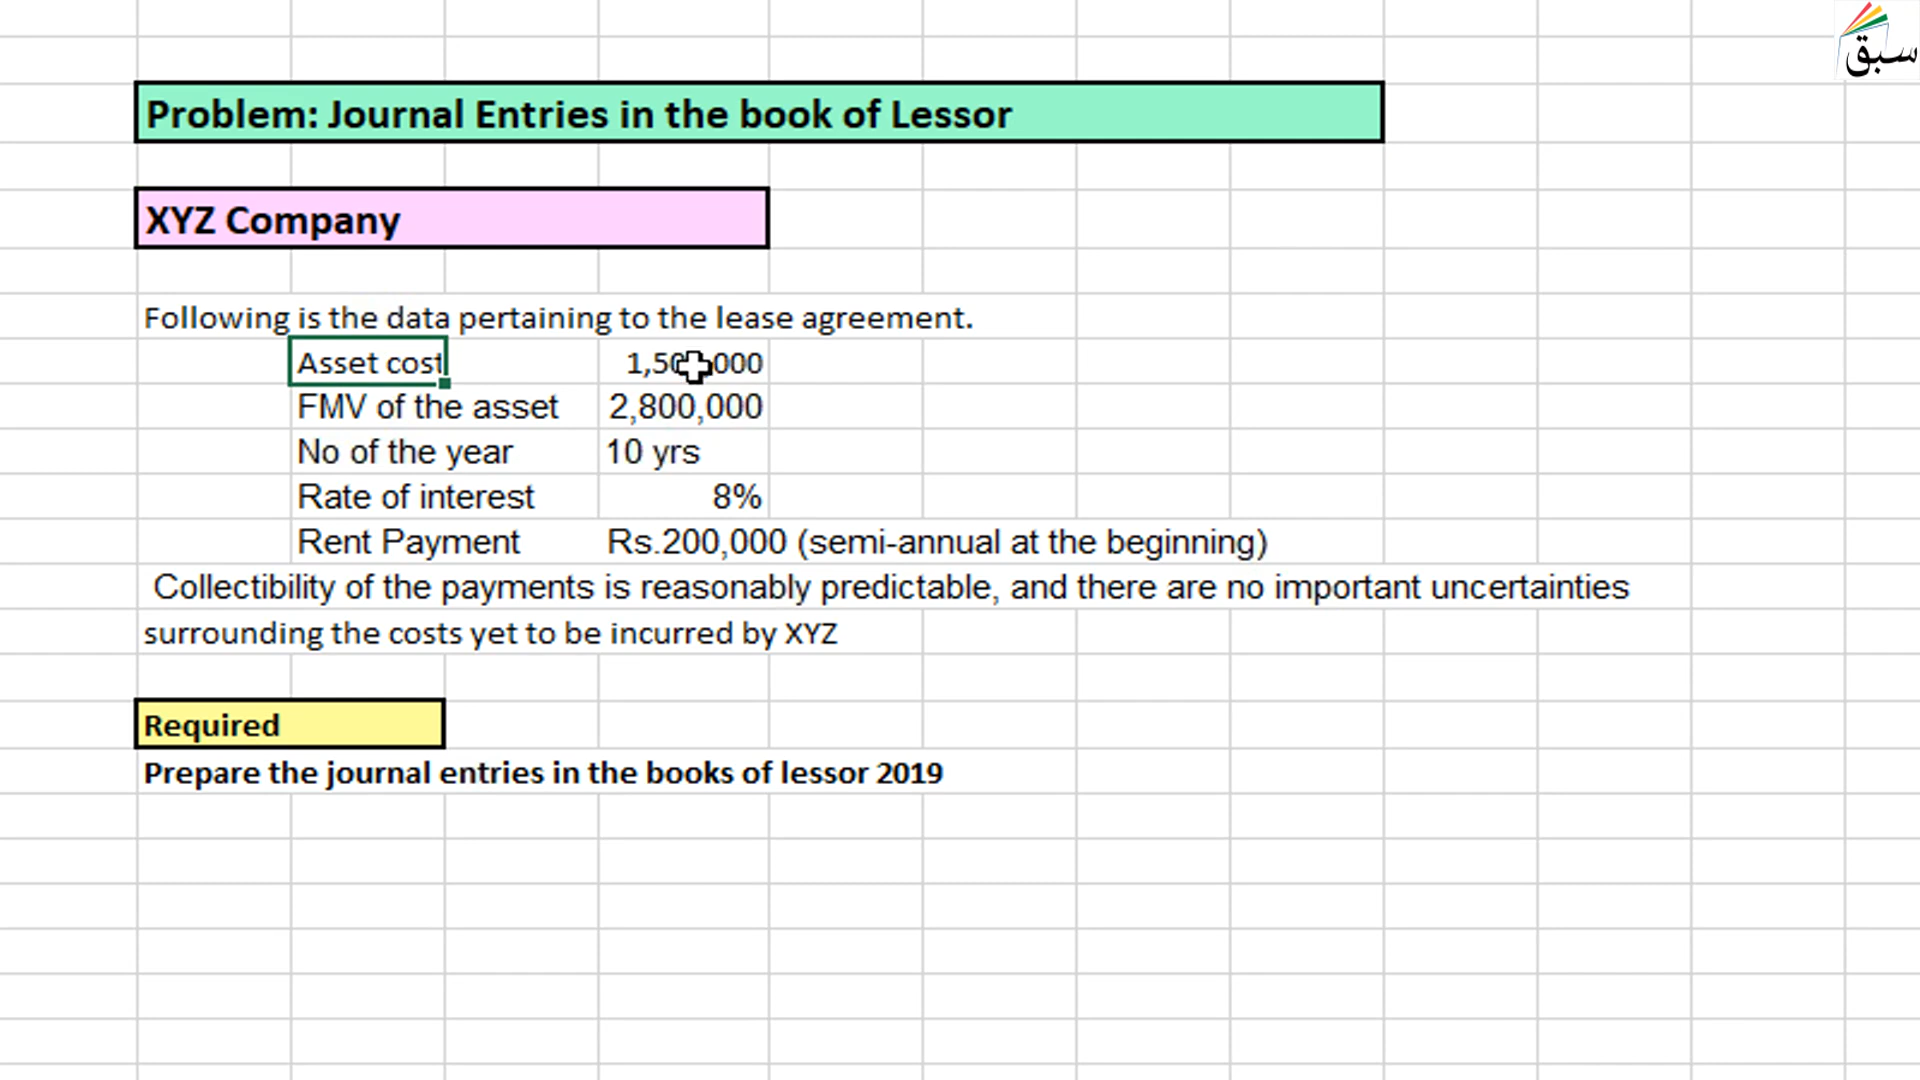 سبق
Problem: Journal Entries in the book of Lessor
XYZ Company
Following is the data pertaining to the lease agreement.
Asset cost
FMV of the asset 2,800,000
No of the year 10 yrs
Rate of interest 8%
Rent Payment Rs.200,000 (semi-annual at the beginning)
Collectibility of the payments is reasonably predictable, and there are no important uncertainties
surrounding the costs yet to be incurred by XYZ
Required
Prepare the journal entries in the books of lessor 2019